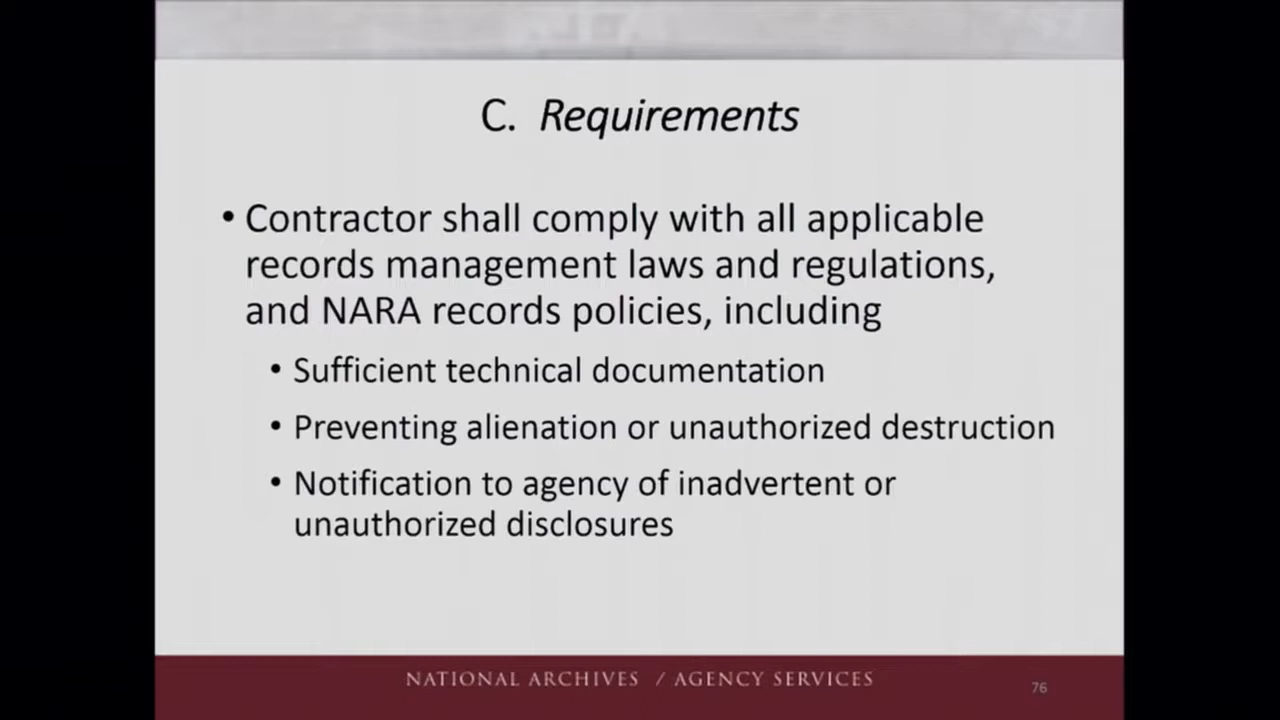 C. Requirements
• Contractor shall comply with all applicable
records management laws and regulations,
and NARA records policies, including
• Sufficient technical documentation
• Preventing alienation or unauthorized destruction
• Notification to agency of inadvertent or
unauthorized disclosures
NATIONAL ARCHIVES / AGENCY SERVICES
76